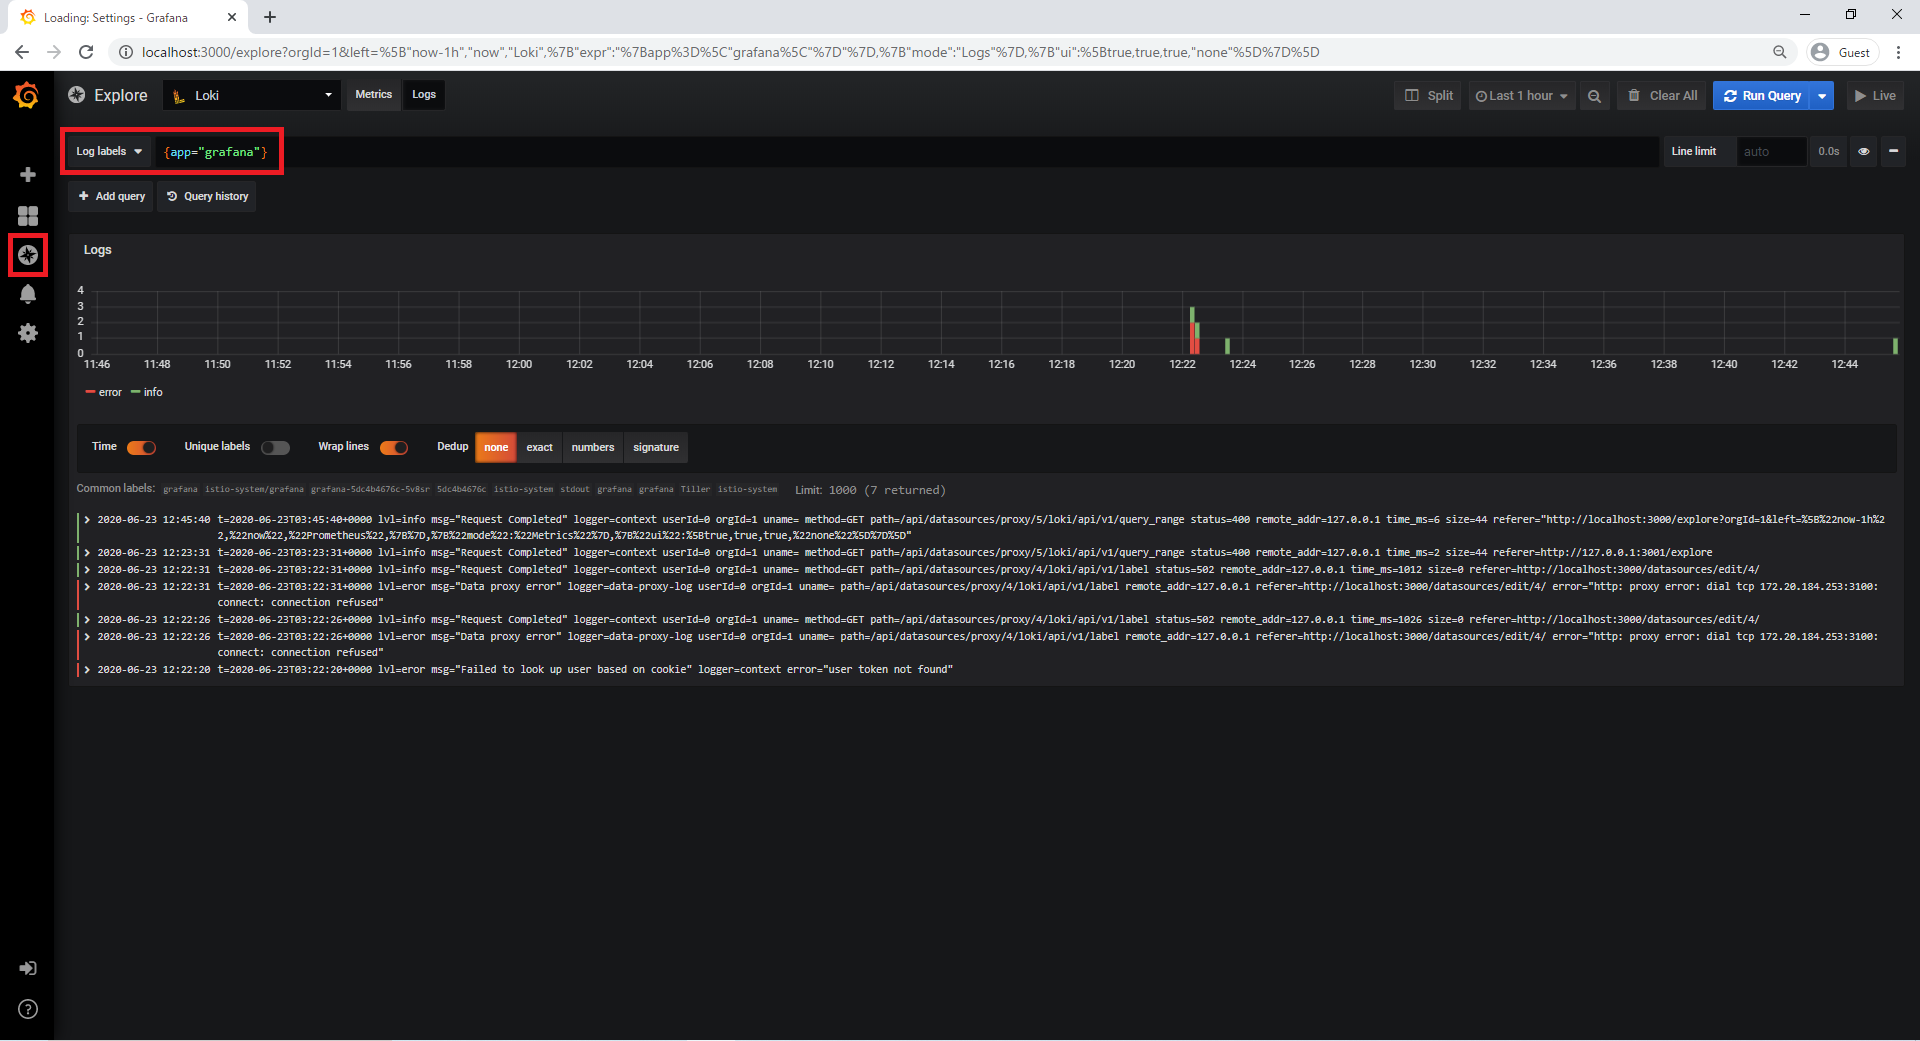 Loading: Settings - Grafana
localhost:3000/explore?orgId=1&left=%5B"now-1h","now","Loki",%7B"expr":"%7Bapp%3D%5C"grafana%5C"%7D"%7D,%7B"mode":"Logs"%7D,%7B"ui":%5Btrue,true,true,"none"%5D%7D%5D
Guest
Explore Loki Metrics Logs Split Last 1 hour Clear All Run Query Live
Log labels {app="grafana"} Line limit auto 0.0s
Add query Query history
Logs
4
3
2
1
0
11:46 11:48 11:50 11:52 11:54 11:56 11:58 12:00 12:02 12:04 12:06 12:08 12:10 12:12 12:14 12:16 12:18 12:20 12:22 12:24 12:26 12:28 12:30 12:32 12:34 12:36 12:38 12:40 12:42 12:44
error info
Time Unique labels Wrap lines Dedup none exact numbers signature
Common labels: grafana istio-system/grafana grafana-5dc4b4676c-5v8sr 5dc4b4676c istio-system stdout grafana grafana Tiller istio-system Limit: 1000 (7 returned)
2020-06-23 12:45:40 t=2020-06-23T03:45:40+0000 lvl=info msg="Request Completed" logger=context userId=0 orgId=1 uname= method=GET path=/api/datasources/proxy/5/loki/api/v1/query_range status=400 remote_addr=127.0.0.1 time_ms=6 size=44 referer="http://localhost:3000/explore?orgId=1&left=%5B%22now-1h%2
2,%22now%22,%22Prometheus%22,%7B%7D,%7B%22mode%22:%22Metrics%22%7D,%7B%22ui%22:%5Btrue,true,true,%22none%22%5D%7D%5D"
2020-06-23 12:23:31 t=2020-06-23T03:23:31+0000 lvl=info msg="Request Completed" logger=context userId=0 orgId=1 uname= method=GET path=/api/datasources/proxy/5/loki/api/v1/query_range status=400 remote_addr=127.0.0.1 time_ms=2 size=44 referer=http://127.0.0.1:3001/explore
2020-06-23 12:22:31 t=2020-06-23T03:22:31+0000 lvl=info msg="Request Completed" logger=context userId=0 orgId=1 uname= method=GET path=/api/datasources/proxy/4/loki/api/v1/label status=502 remote_addr=127.0.0.1 time_ms=1012 size=0 referer=http://localhost:3000/datasources/edit/4/
2020-06-23 12:22:31 t=2020-06-23T03:22:31+0000 lvl=eror msg="Data proxy error" logger=data-proxy-log userId=0 orgId=1 uname= path=/api/datasources/proxy/4/loki/api/v1/label remote_addr=127.0.0.1 referer=http://localhost:3000/datasources/edit/4/ error="http: proxy error: dial tcp 172.20.184.253:3100:
connect: connection refused"
2020-06-23 12:22:26 t=2020-06-23T03:22:26+0000 lvl=info msg="Request Completed" logger=context userId=0 orgId=1 uname= method=GET path=/api/datasources/proxy/4/loki/api/v1/label status=502 remote_addr=127.0.0.1 time_ms=1026 size=0 referer=http://localhost:3000/datasources/edit/4/
2020-06-23 12:22:26 t=2020-06-23T03:22:26+0000 lvl=eror msg="Data proxy error" logger=data-proxy-log userId=0 orgId=1 uname= path=/api/datasources/proxy/4/loki/api/v1/label remote_addr=127.0.0.1 referer=http://localhost:3000/datasources/edit/4/ error="http: proxy error: dial tcp 172.20.184.253:3100:
connect: connection refused"
2020-06-23 12:22:20 t=2020-06-23T03:22:20+0000 lvl=eror msg="Failed to look up user based on cookie" logger=context error="user token not found"